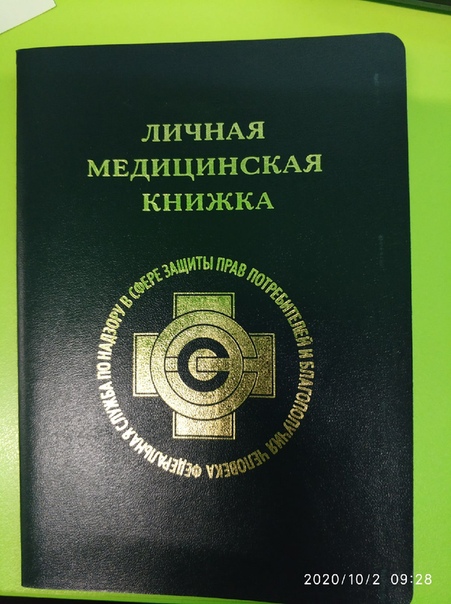 ЛИЧНАЯ
МЕДИЦИНСКАЯ
КНИЖКА
ФЕДЕРАЛЬНАЯ СЛУЖБА ПО НАДЗОРУ В СФЕРЕ ЗАЩИТЫ ПРАВ ПОТРЕБИТЕЛЕЙ И БЛАГОПОЛУЧИЯ ЧЕЛОВЕКА
2020/10/2 09:28